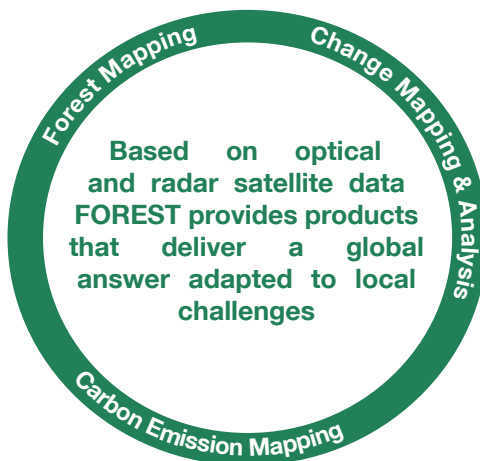 Forest Mapping
Change Mapping & Analysis
Based on optical
and radar satellite data
FOREST provides products
that deliver a global
answer adapted to local
challenges
Carbon Emission Mapping